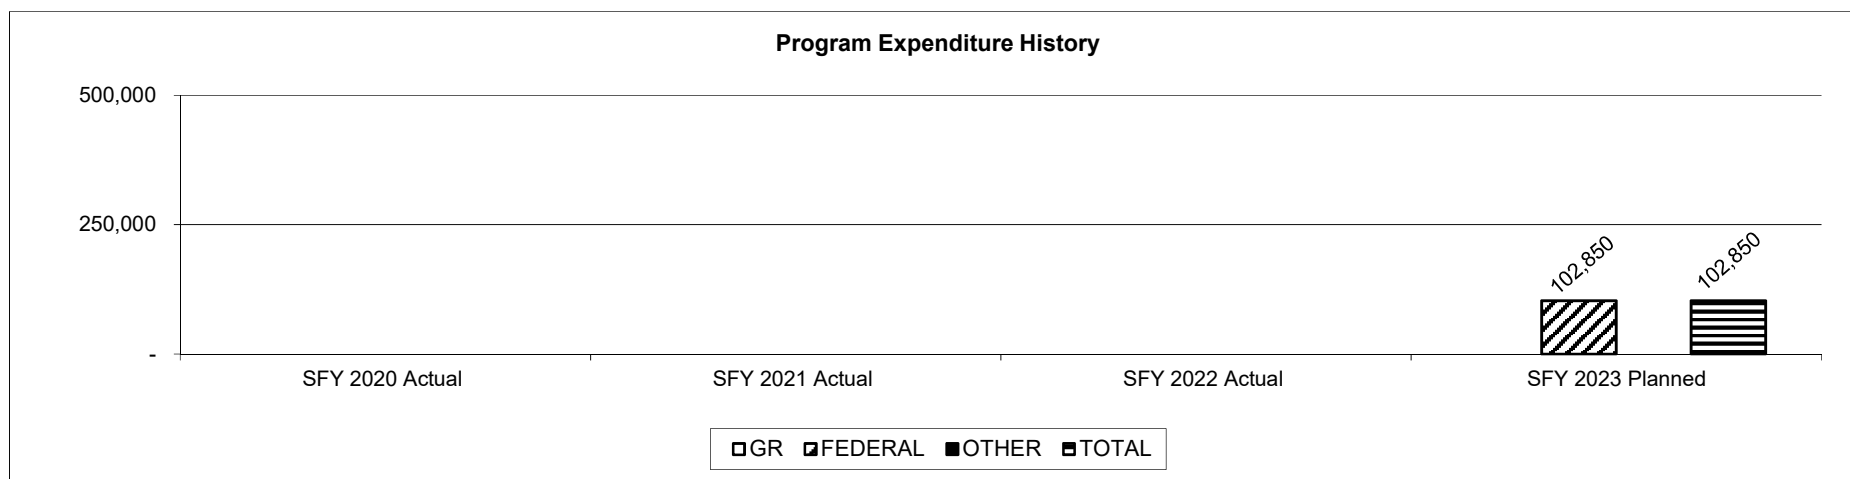 Program Expenditure History
500,000
250,000
-
102,850
102,850
SFY 2020 Actual
SFY 2021 Actual
SFY 2022 Actual
SFY 2023 Planned
GR FEDERAL OTHER TOTAL